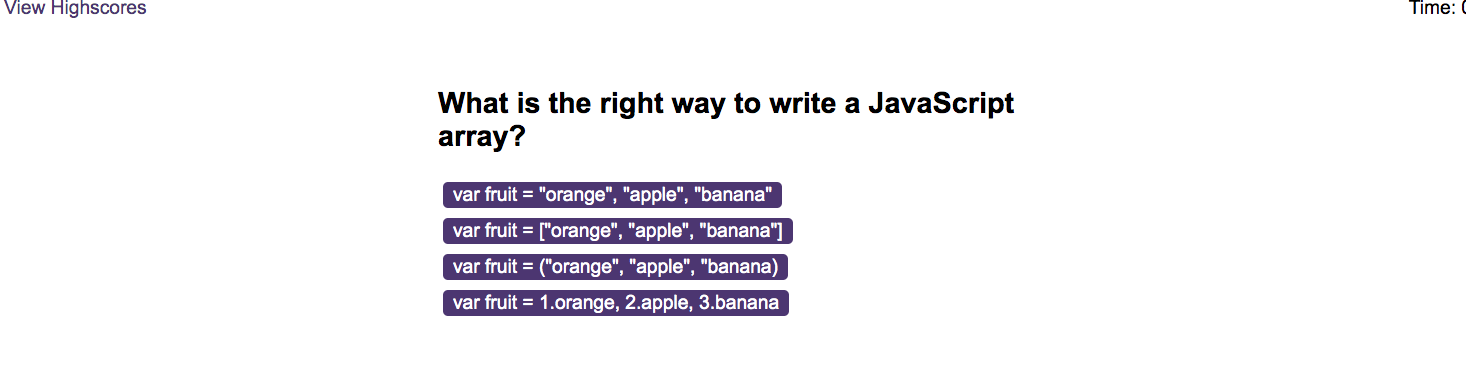 View Highscores
Time: 0
What is the right way to write a JavaScript
array?
var fruit = "orange", "apple", "banana"
var fruit = ["orange", "apple", "banana"]
var fruit = ("orange", "apple", "banana)
var fruit = 1.orange, 2.apple, 3.banana